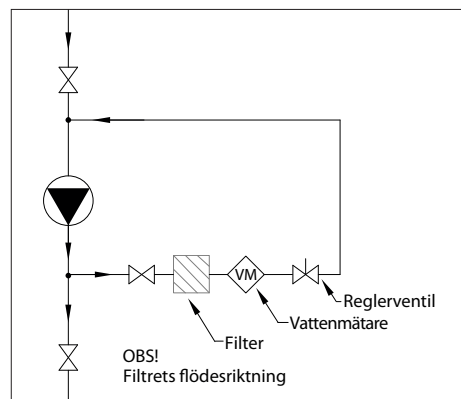 VM
Reglerventil
Vattenmätare
Filter
OBS!
Filtrets flödesriktning